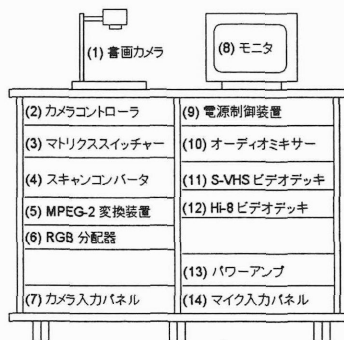 (1) 書画カメラ
(8) モニタ
(2) カメラコントローラ
(3) マトリクススイッチャー
(4) スキャンコンバータ
(5) MPEG-2 変換装置
(6) RGB 分配器
(7) カメラ入力パネル
(9) 電源制御装置
(10) オーディオミキサー
(11) S-VHS ビデオデッキ
(12) Hi-8 ビデオデッキ
(13) パワーアンプ
(14) マイク入力パネル